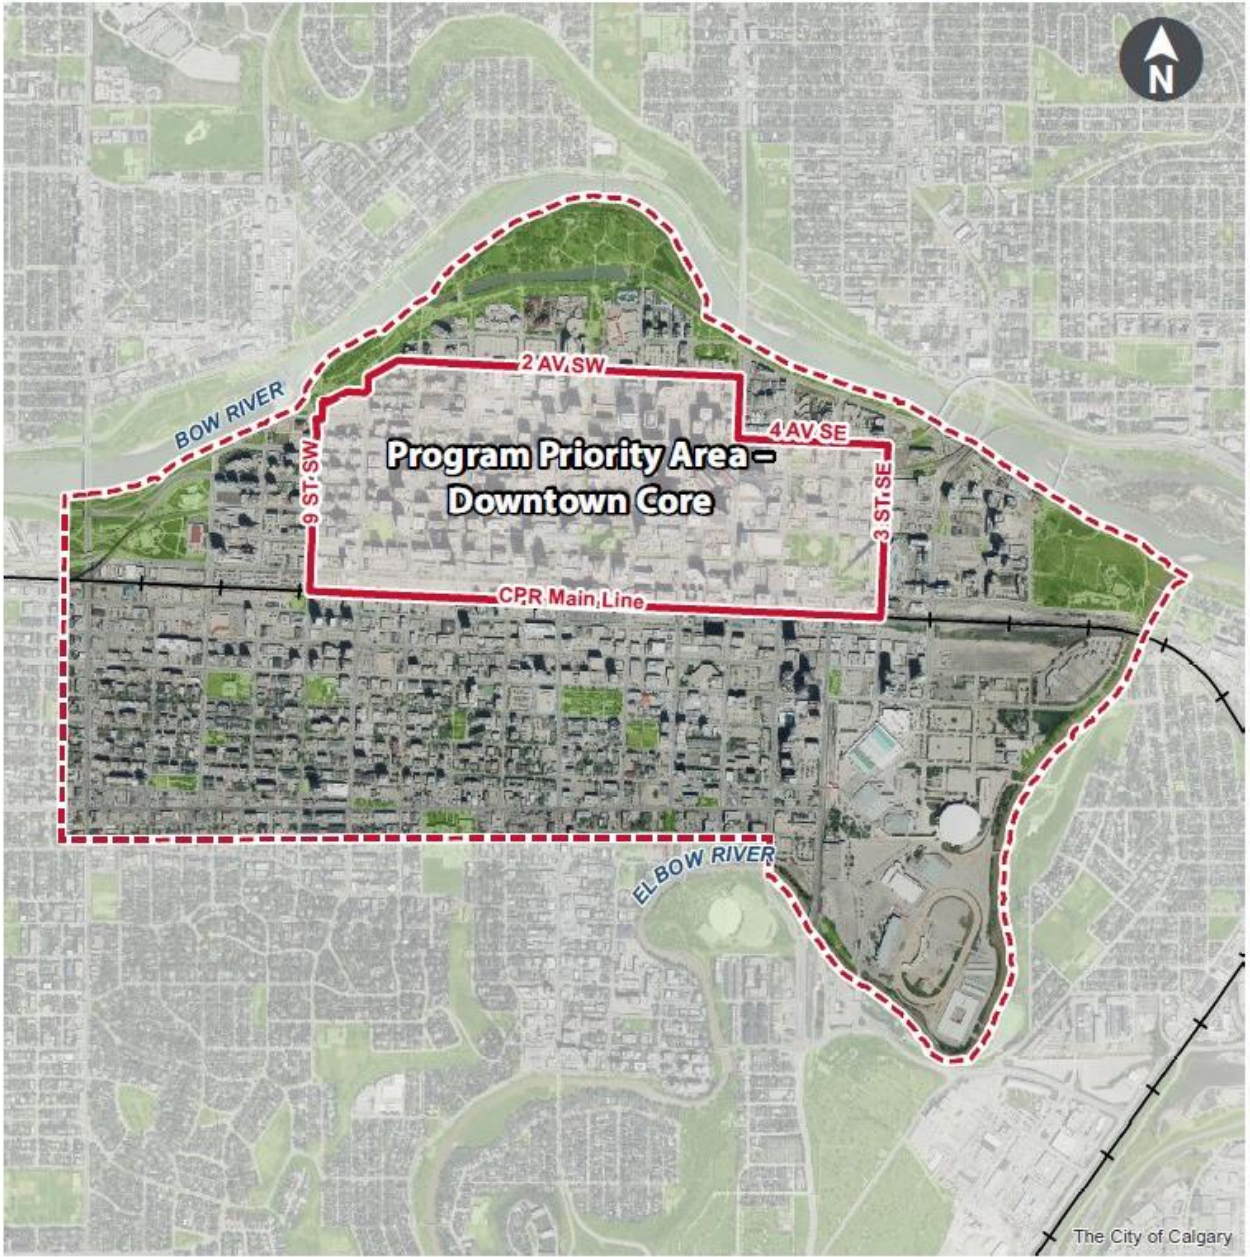 N
2 AV SW
BOW RIVER
4 AV SE
Program Priority Area –
Downtown Core
9 ST SW
3 ST SE
CPR Main Line
ELBOW RIVER
The City of Calgary